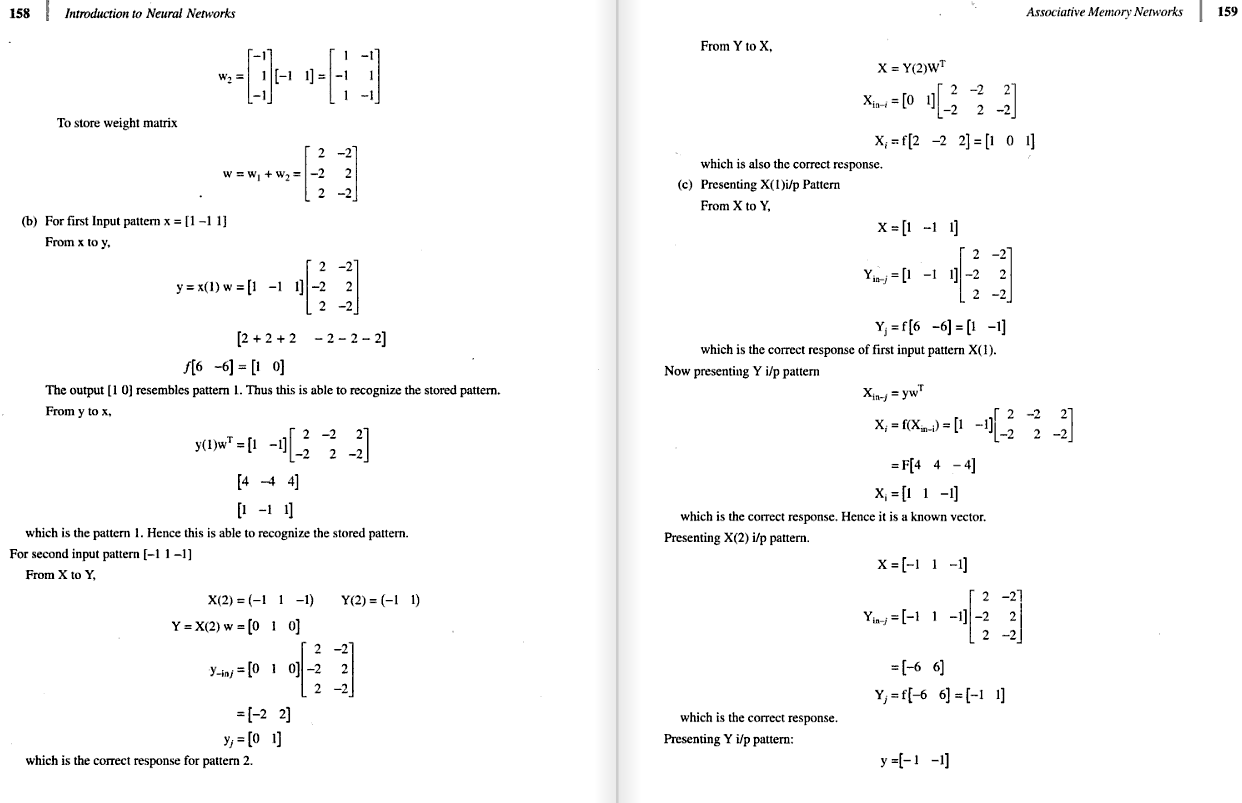 158 | Introduction to Neural Networks
w₂ = [−1; 1; −1] [−1 1] = [1 −1; −1 1; 1 −1]
To store weight matrix
w = w₁ + w₂ = [2 −2; −2 2; 2 −2]
(b) For first Input pattern x = [1 −1 1]
From x to y,
y = x(1) w = [1 −1 1] [2 −2; −2 2; 2 −2]
[2 + 2 + 2 − 2 − 2 − 2]
f[6 −6] = [1 0]
The output [1 0] resembles pattern 1. Thus this is able to recognize the stored pattern.
From y to x,
y(1)wᵀ = [1 −1] [2 −2 2; −2 2 −2]
[4 −4 4]
[1 −1 1]
which is the pattern 1. Hence this is able to recognize the stored pattern.
For second input pattern [−1 1 −1]
From X to Y,
X(2) = (−1 1 −1) Y(2) = (−1 1)
Y = X(2) w = [0 1 0]
y₋inj = [0 1 0] [2 −2; −2 2; 2 −2]
= [−2 2]
yⱼ = [0 1]
which is the correct response for pattern 2.
Associative Memory Networks | 159
From Y to X,
X = Y(2)Wᵀ
Xin−i = [0 1] [2 −2 2; −2 2 −2]
Xᵢ = f[2 −2 2] = [1 0 1]
which is also the correct response.
(c) Presenting X(1)i/p Pattern
From X to Y,
X = [1 −1 1]
Yin−j = [1 −1 1] [2 −2; −2 2; 2 −2]
Yⱼ = f[6 −6] = [1 −1]
which is the correct response of first input pattern X(1).
Now presenting Y i/p pattern
Xin−j = ywᵀ
Xᵢ = f(Xin−i) = [1 −1] [2 −2 2; −2 2 −2]
= F[4 4 − 4]
Xᵢ = [1 1 −1]
which is the correct response. Hence it is a known vector.
Presenting X(2) i/p pattern.
X = [−1 1 −1]
Yin−j = [−1 1 −1] [2 −2; −2 2; 2 −2]
= [−6 6]
Yⱼ = f[−6 6] = [−1 1]
which is the correct response.
Presenting Y i/p pattern:
y =[− 1 −1]